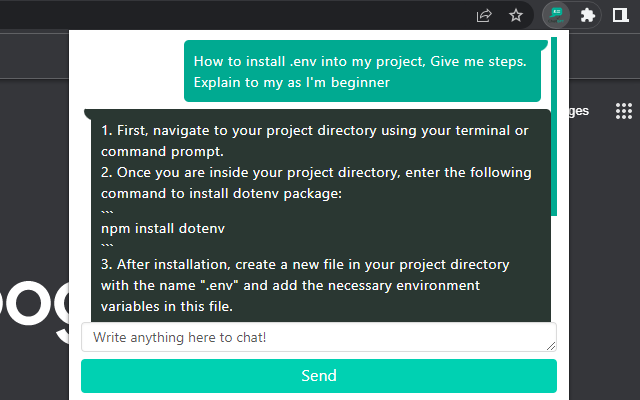 How to install .env into my project, Give me steps.
Explain to my as I'm beginner
1. First, navigate to your project directory using your terminal or
command prompt.
2. Once you are inside your project directory, enter the following
command to install dotenv package:
```
npm install dotenv
```
3. After installation, create a new file in your project directory
with the name ".env" and add the necessary environment
variables in this file.
Write anything here to chat!
Send